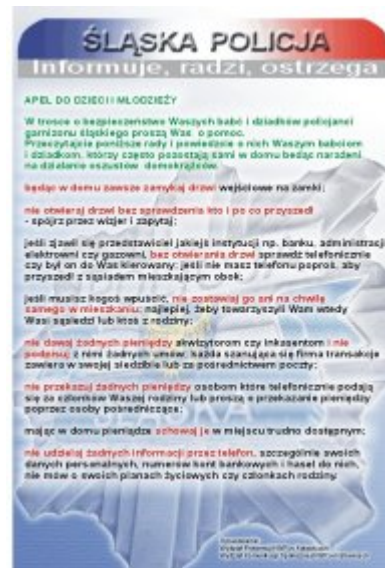 ŚLĄSKA POLICJA
Informuje, radzi, ostrzega
APEL DO DZIECI I MŁODZIEŻY
W trosce o bezpieczeństwo Waszych babć i dziadków policjanci
garnizonu śląskiego proszą Was o pomoc.
Przeczytajcie poniższe rady i powiedzcie o nich Waszym babciom
i dziadkom, którzy często pozostają sami w domu będąc narażeni
na działanie oszustów domokrążców.
będąc w domu zawsze zamykaj drzwi wejściowe na zamki;
nie otwieraj drzwi bez sprawdzenia kto i po co przyszedł
- spójrz przez wizjer i zapytaj;
jeśli zjawił się przedstawiciel jakiejś instytucji np. banku, administracji
elektrowni czy gazowni, bez otwierania drzwi sprawdź telefonicznie
czy był on do Was kierowany; jeśli nie masz telefonu poproś, aby
przyszedł z sąsiadem mieszkającym obok;
jeśli musisz kogoś wpuścić, nie zostawiaj go ani na chwilę
samego w mieszkaniu; najlepiej, żeby towarzyszyli Wam wtedy
Wasi sąsiedzi lub ktoś z rodziny;
nie dawaj żadnych pieniędzy akwizytorom czy inkasentom i nie
podpisuj z nimi żadnych umów; każda szanująca się firma transakcje
zawiera w swojej siedzibie lub za pośrednictwem poczty;
nie przekazuj żadnych pieniędzy osobom które telefonicznie podają
się za członków Waszej rodziny lub proszą o przekazanie pieniędzy
poprzez osoby pośredniczące;
mając w domu pieniądze schowaj je w miejscu trudno dostępnym;
nie udzielaj żadnych informacji przez telefon, szczególnie swoich
danych personalnych, numerów kont bankowych i haseł do nich,
nie mów o swoich planach życiowych czy członkach rodziny.